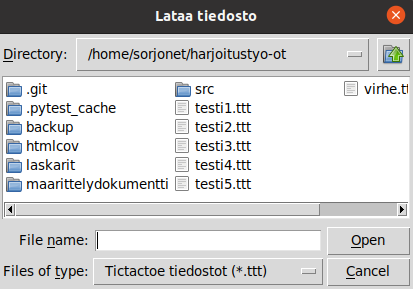 Lataa tiedosto
Directory: /home/sorjonet/harjoitustyo-ot
.git
.pytest_cache
backup
htmlcov
laskarit
maarittelydokumentti
src
testi1.ttt
testi2.ttt
testi3.ttt
testi4.ttt
testi5.ttt
virhe.tt
File name:
Open
Files of type: Tictactoe tiedostot (*.ttt)
Cancel